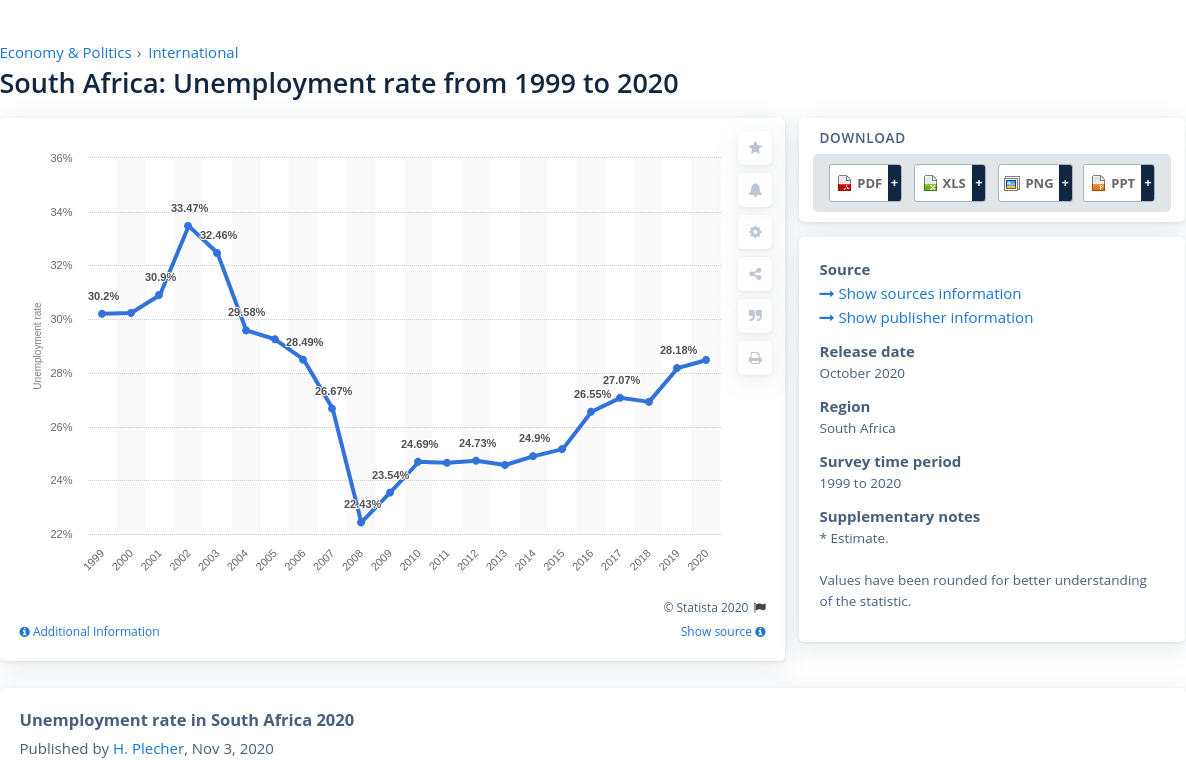 Economy & Politics › International
South Africa: Unemployment rate from 1999 to 2020
36%
34%
32%
30%
28%
26%
24%
22%
Unemployment rate
30.2%
30.9%
33.47%
32.46%
29.58%
28.49%
26.67%
22.43%
23.54%
24.69%
24.73%
24.9%
26.55%
27.07%
28.18%
1999
2000
2001
2002
2003
2004
2005
2006
2007
2008
2009
2010
2011
2012
2013
2014
2015
2016
2017
2018
2019
2020
© Statista 2020
Additional Information
Show source
DOWNLOAD
PDF +
XLS +
PNG +
PPT +
Source
Show sources information
Show publisher information
Release date
October 2020
Region
South Africa
Survey time period
1999 to 2020
Supplementary notes
* Estimate.
Values have been rounded for better understanding
of the statistic.
Unemployment rate in South Africa 2020
Published by H. Plecher, Nov 3, 2020